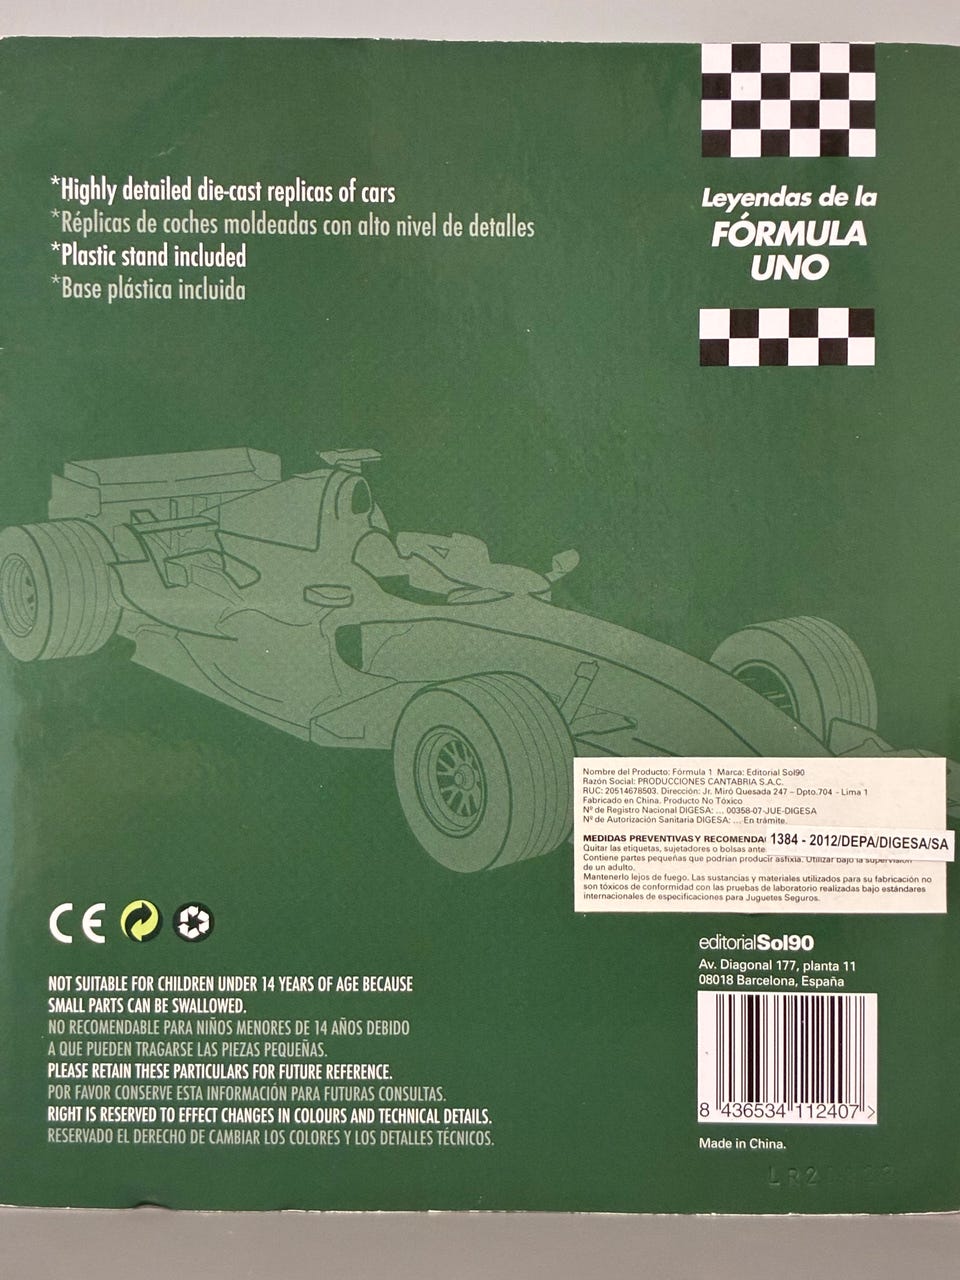 *Highly detailed die-cast replicas of cars
*Réplicas de coches moldeadas con alto nivel de detalles
*Plastic stand included
*Base plástica incluida
Leyendas de la
FÓRMULA
UNO
Nombre del Producto: Fórmula 1 Marca: Editorial Sol90
Razón Social: PRODUCCIONES CANTABRIA S.A.C.
RUC: 20514678503. Dirección: Jr. Miró Quesada 247 – Dpto.704 - Lima 1
Fabricado en China. Producto No Tóxico
Nº de Registro Nacional DIGESA: ... 00358-07-JUE-DIGESA
Nº de Autorización Sanitaria DIGESA: ... En trámite.
MEDIDAS PREVENTIVAS Y RECOMENDA
1384 - 2012/DEPA/DIGESA/SA
Quitar las etiquetas, sujetadores o bolsas ante
Contiene partes pequeñas que podrían producir asfixia. Utilizar bajo la supervisión
de un adulto.
Mantenerlo lejos de fuego. Las sustancias y materiales utilizados para su fabricación no
son tóxicos de conformidad con las pruebas de laboratorio realizadas bajo estándares
internacionales de especificaciones para Juguetes Seguros.
CE
NOT SUITABLE FOR CHILDREN UNDER 14 YEARS OF AGE BECAUSE
SMALL PARTS CAN BE SWALLOWED.
NO RECOMENDABLE PARA NIÑOS MENORES DE 14 AÑOS DEBIDO
A QUE PUEDEN TRAGARSE LAS PIEZAS PEQUEÑAS.
PLEASE RETAIN THESE PARTICULARS FOR FUTURE REFERENCE.
POR FAVOR CONSERVE ESTA INFORMACIÓN PARA FUTURAS CONSULTAS.
RIGHT IS RESERVED TO EFFECT CHANGES IN COLOURS AND TECHNICAL DETAILS.
RESERVADO EL DERECHO DE CAMBIAR LOS COLORES Y LOS DETALLES TÉCNICOS.
editorialSol90
Av. Diagonal 177, planta 11
08018 Barcelona, España
8 436534 112407 >
Made in China.